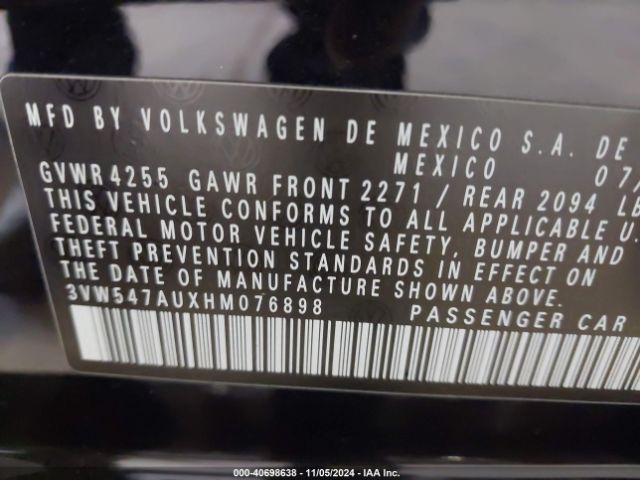 MFD BY VOLKSWAGEN DE MEXICO S.A. DE
MEXICO 07/
GVWR4255 GAWR FRONT 2271 / REAR 2094
THIS VEHICLE CONFORMS TO ALL APPLICABLE
FEDERAL MOTOR VEHICLE SAFETY, BUMPER AND
THEFT PREVENTION STANDARDS IN EFFECT ON
THE DATE OF MANUFACTURE SHOWN ABOVE
3VW547AUXHM076898 PASSENGER CAR
000-40698638 - 11/05/2024 - IAA Inc.